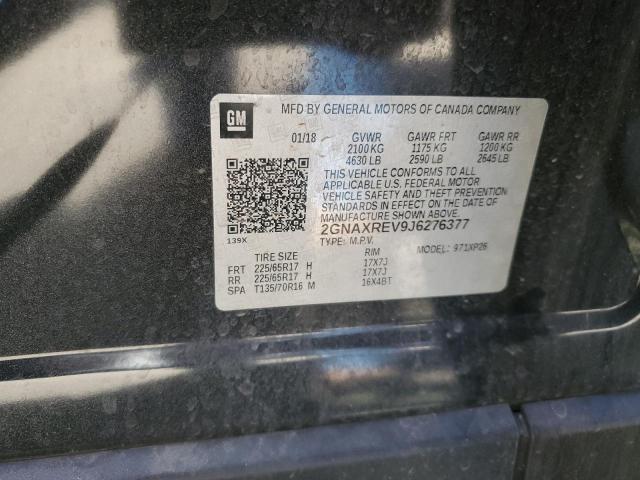 GM
MFD BY GENERAL MOTORS OF CANADA COMPANY
01/18 GVWR GAWR FRT GAWR RR
2100 KG 1175 KG 1200 KG
4630 LB 2590 LB 2645 LB
THIS VEHICLE CONFORMS TO ALL
APPLICABLE U.S. FEDERAL MOTOR
VEHICLE SAFETY AND THEFT PREVENTION
STANDARDS IN EFFECT ON THE DATE OF
MANUFACTURE SHOWN ABOVE.
2GNAXREV9J6276377
139X TYPE: M.P.V. MODEL: 971XP26
TIRE SIZE RIM
FRT 225/65R17 H 17X7J
RR 225/65R17 H 17X7J
SPA T135/70R16 M 16X4BT